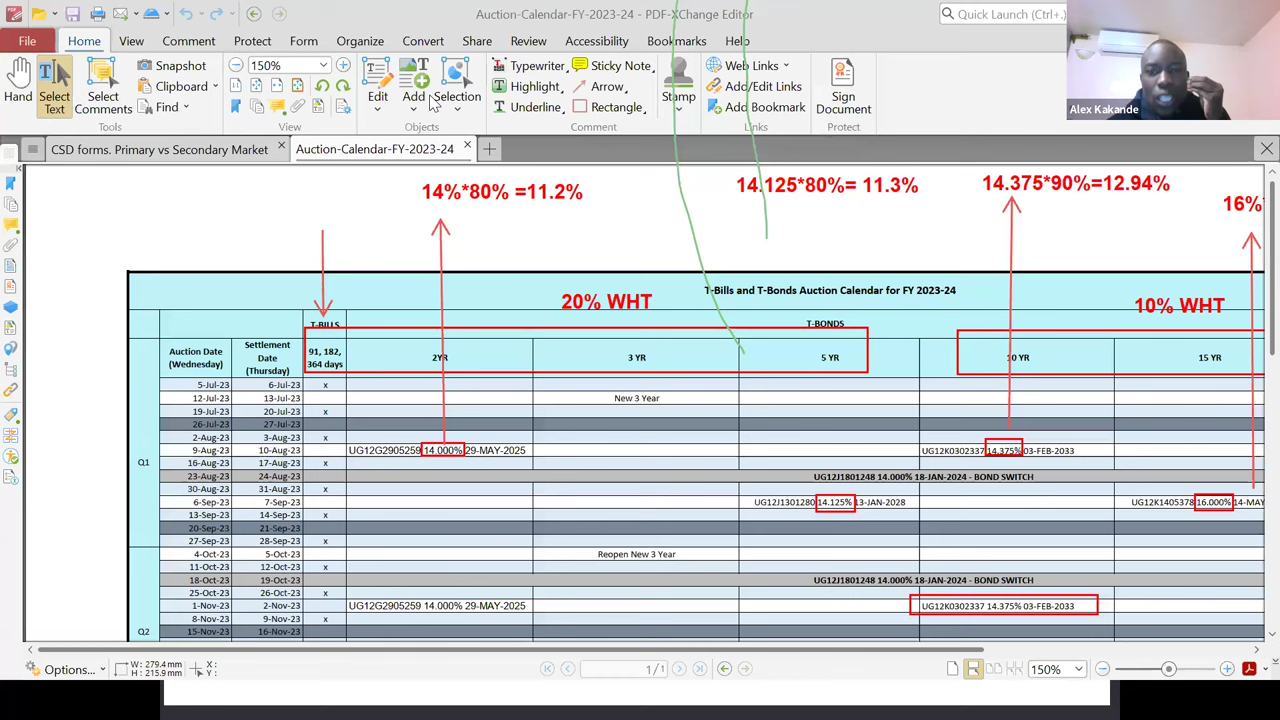 Auction-Calendar-FY-2023-24 - PDF-XChange Editor
Quick Launch (Ctrl+.)
File Home View Comment Protect Form Organize Convert Share Review Accessibility Bookmarks Help
Hand
Select Text
Select Comments
Snapshot
Clipboard
Find
Tools
150%
View
Edit
Add
Selection
Objects
Typewriter
Highlight
Underline
Sticky Note
Arrow
Rectangle
Comment
Stamp
Web Links
Add/Edit Links
Add Bookmark
Links
Sign Document
Protect
Alex Kakande
CSD forms. Primary vs Secondary Market
Auction-Calendar-FY-2023-24
14%*80% =11.2%
14.125*80%= 11.3%
14.375*90%=12.94%
16%
T-Bills and T-Bonds Auction Calendar for FY 2023-24
20% WHT
10% WHT
T-BILLS
T-BONDS
Auction Date (Wednesday)
Settlement Date (Thursday)
91, 182, 364 days
2YR
3 YR
5 YR
10 YR
15 YR
5-Jul-23 6-Jul-23 x
12-Jul-23 13-Jul-23 New 3 Year
19-Jul-23 20-Jul-23 x
26-Jul-23 27-Jul-23
2-Aug-23 3-Aug-23 x
9-Aug-23 10-Aug-23 UG12G2905259 14.000% 29-MAY-2025 UG12K0302337 14.375% 03-FEB-2033
Q1
16-Aug-23 17-Aug-23 x
23-Aug-23 24-Aug-23 UG12J1801248 14.000% 18-JAN-2024 - BOND SWITCH
30-Aug-23 31-Aug-23 x
6-Sep-23 7-Sep-23 UG12J1301280 14.125% 13-JAN-2028 UG12K1405378 16.000% 14-MAY
13-Sep-23 14-Sep-23 x
20-Sep-23 21-Sep-23
27-Sep-23 28-Sep-23 x
4-Oct-23 5-Oct-23 Reopen New 3 Year
11-Oct-23 12-Oct-23 x
18-Oct-23 19-Oct-23 UG12J1801248 14.000% 18-JAN-2024 - BOND SWITCH
25-Oct-23 26-Oct-23 x
1-Nov-23 2-Nov-23 UG12G2905259 14.000% 29-MAY-2025 UG12K0302337 14.375% 03-FEB-2033
8-Nov-23 9-Nov-23 x
Q2
15-Nov-23 16-Nov-23
Options...
W: 279.4 mm
H: 215.9 mm
X:
Y:
1/1
150%